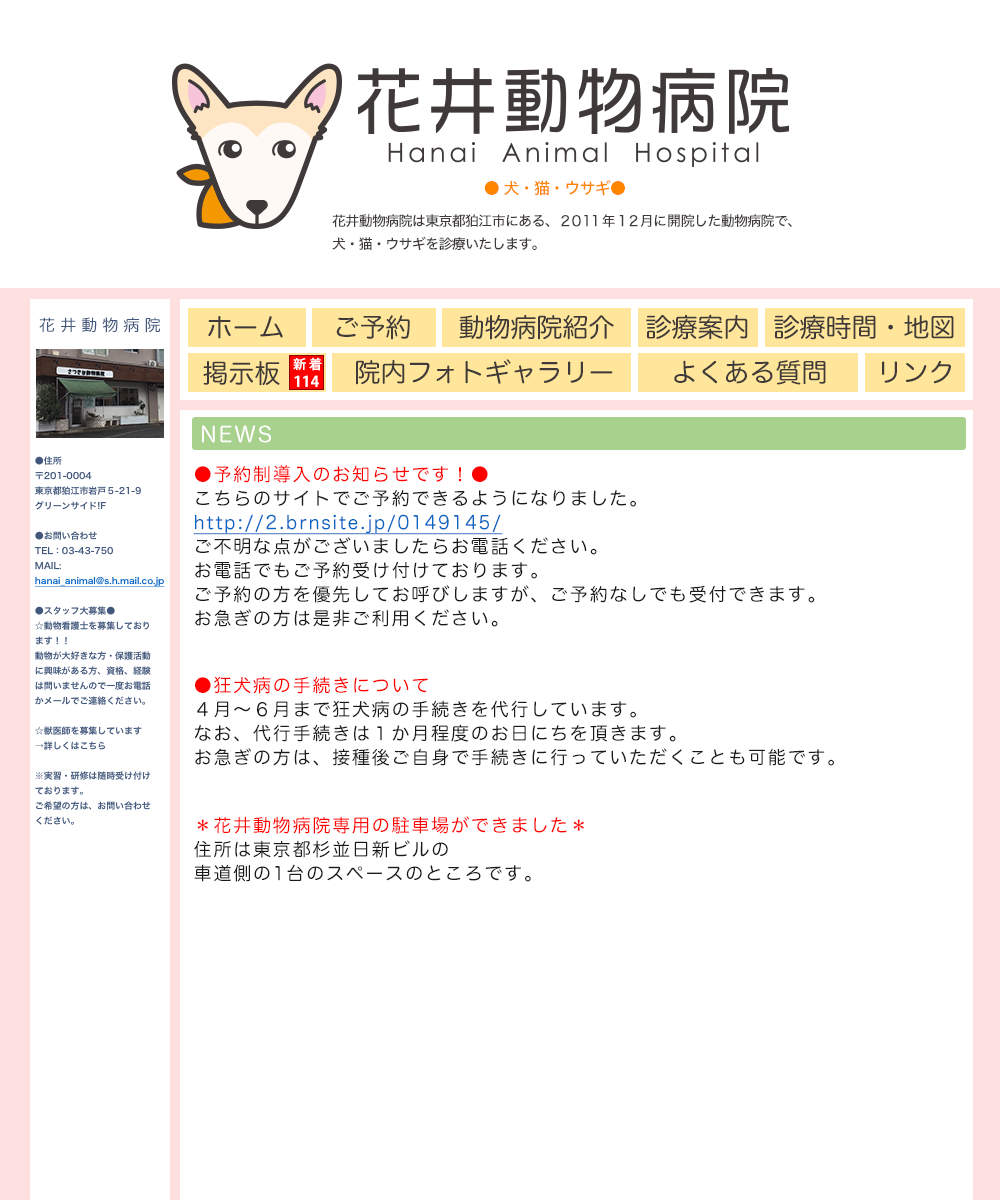 花井動物病院
Hanai Animal Hospital
● 犬・猫・ウサギ●
花井動物病院は東京都狛江市にある、２０１１年１２月に開院した動物病院で、
犬・猫・ウサギを診療いたします。
花井動物病院
●住所
〒201-0004
東京都狛江市岩戸５-21-9
グリーンサイド!F
●お問い合わせ
TEL：03-43-750
MAIL:
hanai_animal@s.h.mail.co.jp
●スタッフ大募集●
☆動物看護士を募集しており
ます！！
動物が大好きな方・保護活動
に興味がある方、資格、経験
は問いませんので一度お電話
かメールでご連絡ください。
☆獣医師を募集しています
→詳しくはこちら
※実習・研修は随時受け付け
ております。
ご希望の方は、お問い合わせ
ください。
ホーム ご予約 動物病院紹介 診療案内 診療時間・地図
掲示板 新着 114 院内フォトギャラリー よくある質問 リンク
NEWS
●予約制導入のお知らせです！●
こちらのサイトでご予約できるようになりました。
http://2.brnsite.jp/0149145/
ご不明な点がございましたらお電話ください。
お電話でもご予約受け付けております。
ご予約の方を優先してお呼びしますが、ご予約なしでも受付できます。
お急ぎの方は是非ご利用ください。
●狂犬病の手続きについて
４月～６月まで狂犬病の手続きを代行しています。
なお、代行手続きは１か月程度のお日にちを頂きます。
お急ぎの方は、接種後ご自身で手続きに行っていただくことも可能です。
＊花井動物病院専用の駐車場ができました＊
住所は東京都杉並日新ビルの
車道側の1台のスペースのところです。